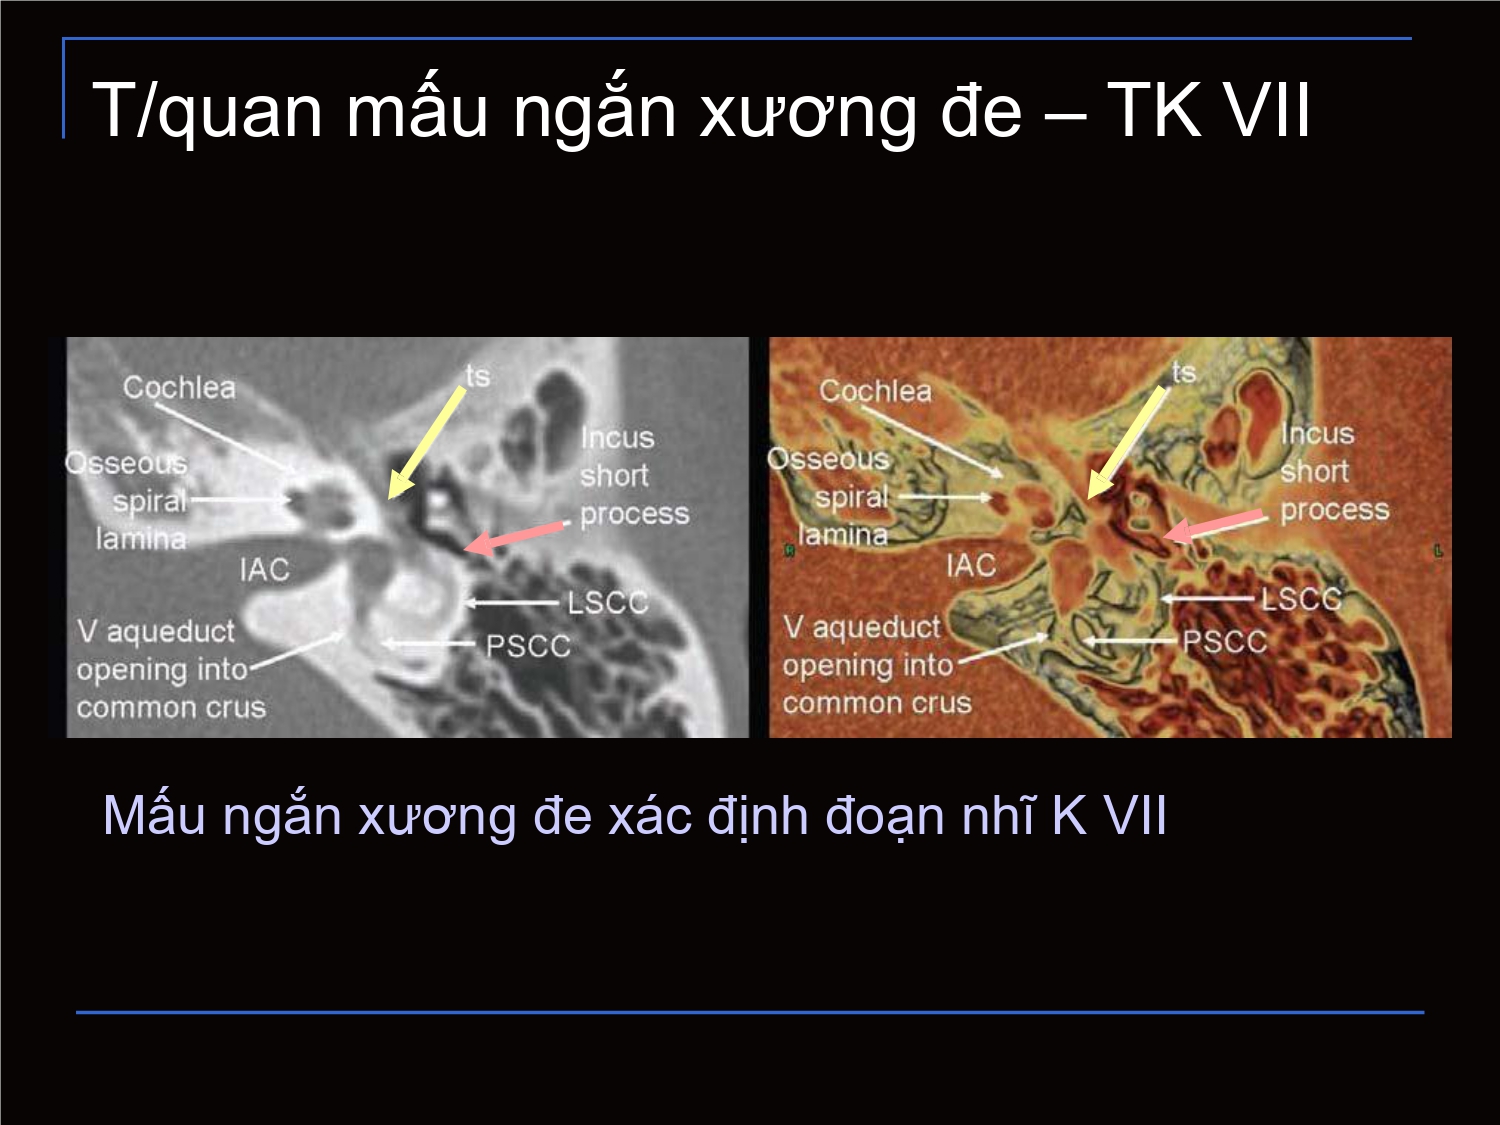 T/quan mấu ngắn xương đe – TK VII
Cochlea
ts
Incus
short
process
Osseous
spiral
lamina
IAC
LSCC
V aqueduct
opening into
common crus
PSCC
Cochlea
ts
Incus
short
process
Osseous
spiral
lamina
R
L
IAC
LSCC
V aqueduct
opening into
common crus
PSCC
Mấu ngắn xương đe xác định đoạn nhĩ K VII